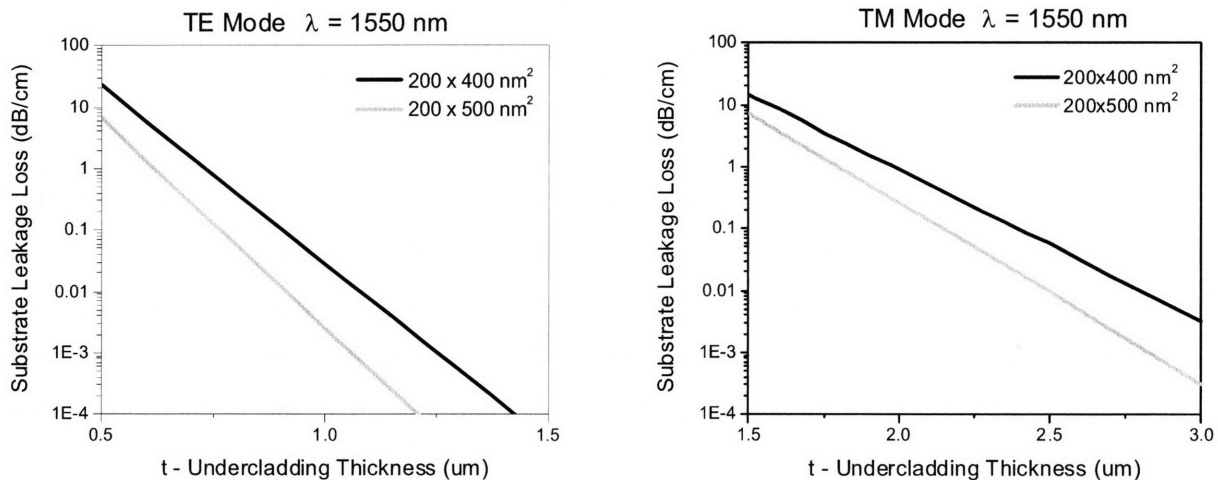 TE Mode λ = 1550 nm
100
10
1
0.1
0.01
1E-3
1E-4
0.5
1.0
1.5
Substrate Leakage Loss (dB/cm)
t - Undercladding Thickness (um)
200 x 400 nm²
200 x 500 nm²
TM Mode λ = 1550 nm
100
10
1
0.1
0.01
1E-3
1E-4
1.5
2.0
2.5
3.0
Substrate Leakage Loss (dB/cm)
t - Undercladding Thickness (um)
200x400 nm²
200x500 nm²